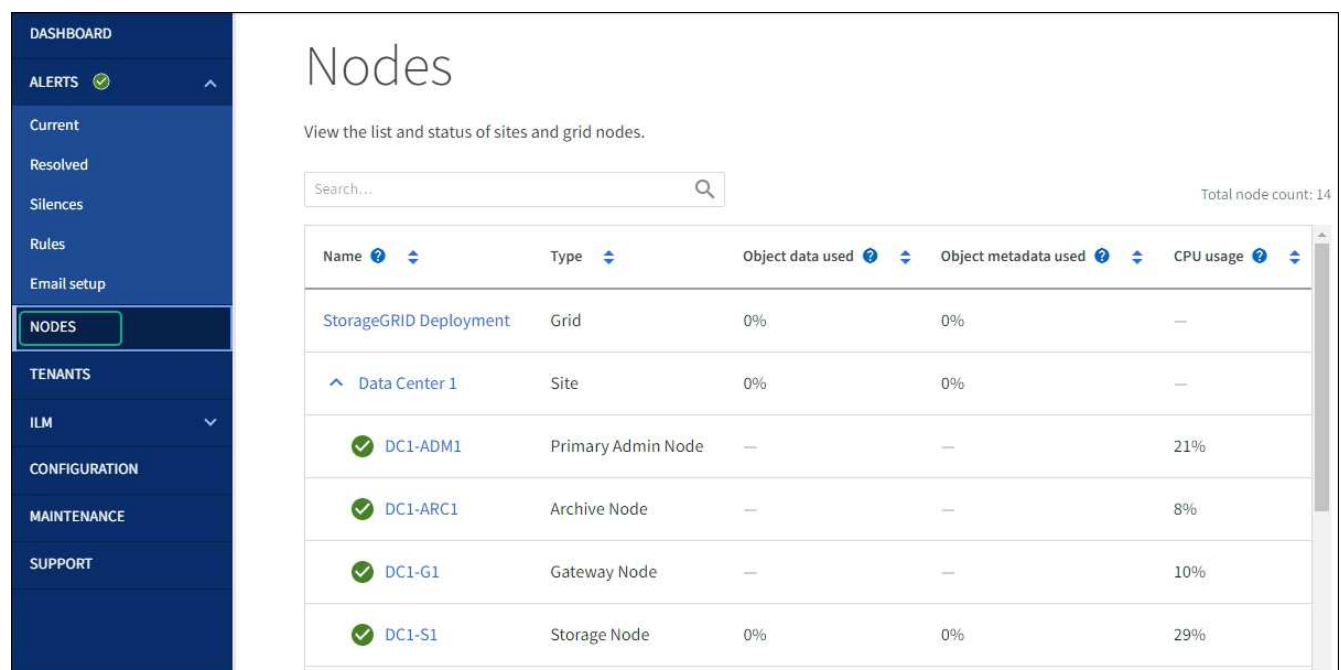 DASHBOARD
ALERTS
Current
Resolved
Silences
Rules
Email setup
NODES
TENANTS
ILM
CONFIGURATION
MAINTENANCE
SUPPORT
Nodes
View the list and status of sites and grid nodes.
Search...
Total node count: 14
Name ? Type Object data used ? Object metadata used ? CPU usage ?
StorageGRID Deployment Grid 0% 0% —
Data Center 1 Site 0% 0% —
DC1-ADM1 Primary Admin Node — — 21%
DC1-ARC1 Archive Node — — 8%
DC1-G1 Gateway Node — — 10%
DC1-S1 Storage Node 0% 0% 29%